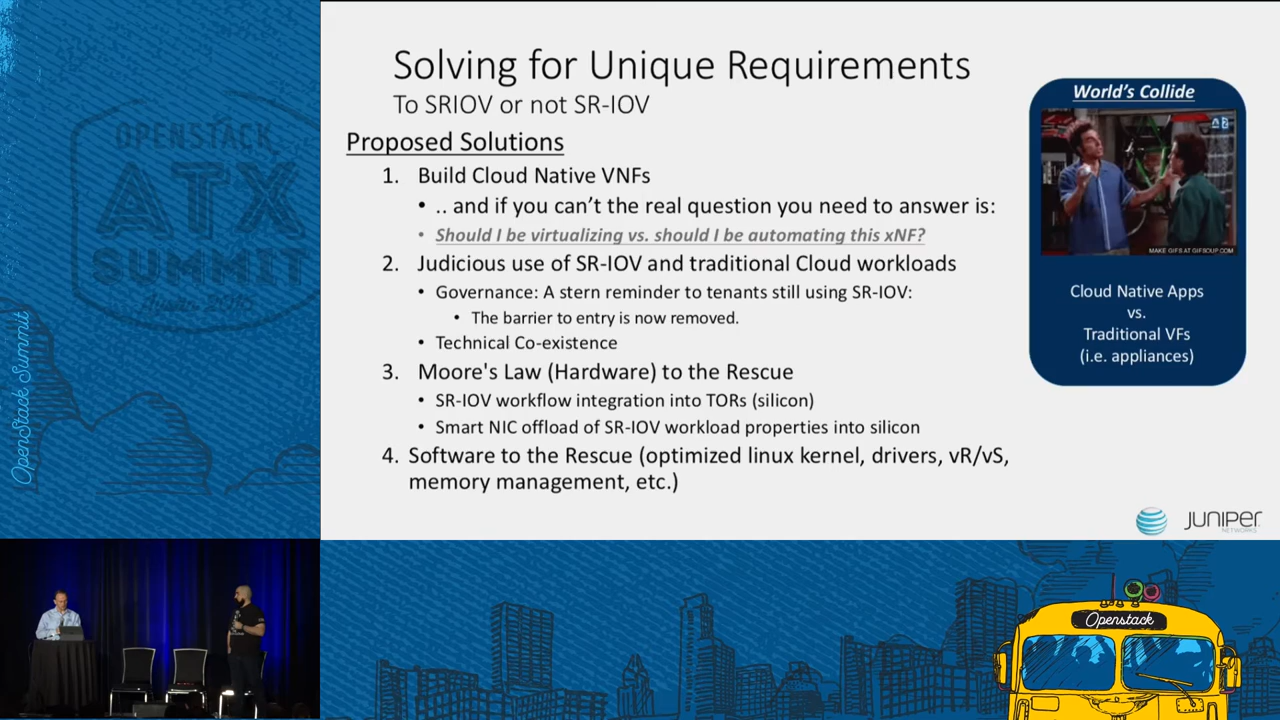 Solving for Unique Requirements
To SRIOV or not SR-IOV
Proposed Solutions
1. Build Cloud Native VNFs
• .. and if you can't the real question you need to answer is:
• Should I be virtualizing vs. should I be automating this xNF?
2. Judicious use of SR-IOV and traditional Cloud workloads
• Governance: A stern reminder to tenants still using SR-IOV:
• The barrier to entry is now removed.
• Technical Co-existence
3. Moore's Law (Hardware) to the Rescue
• SR-IOV workflow integration into TORs (silicon)
• Smart NIC offload of SR-IOV workload properties into silicon
4. Software to the Rescue (optimized linux kernel, drivers, vR/vS,
memory management, etc.)
World's Collide
MAKE GIFS AT GIFSOUP.COM
Cloud Native Apps
vs.
Traditional VFs
(i.e. appliances)
JUNIPER
NETWORKS
OPENSTACK
ATX
SUMMIT
OpenStack Summit
Openstack